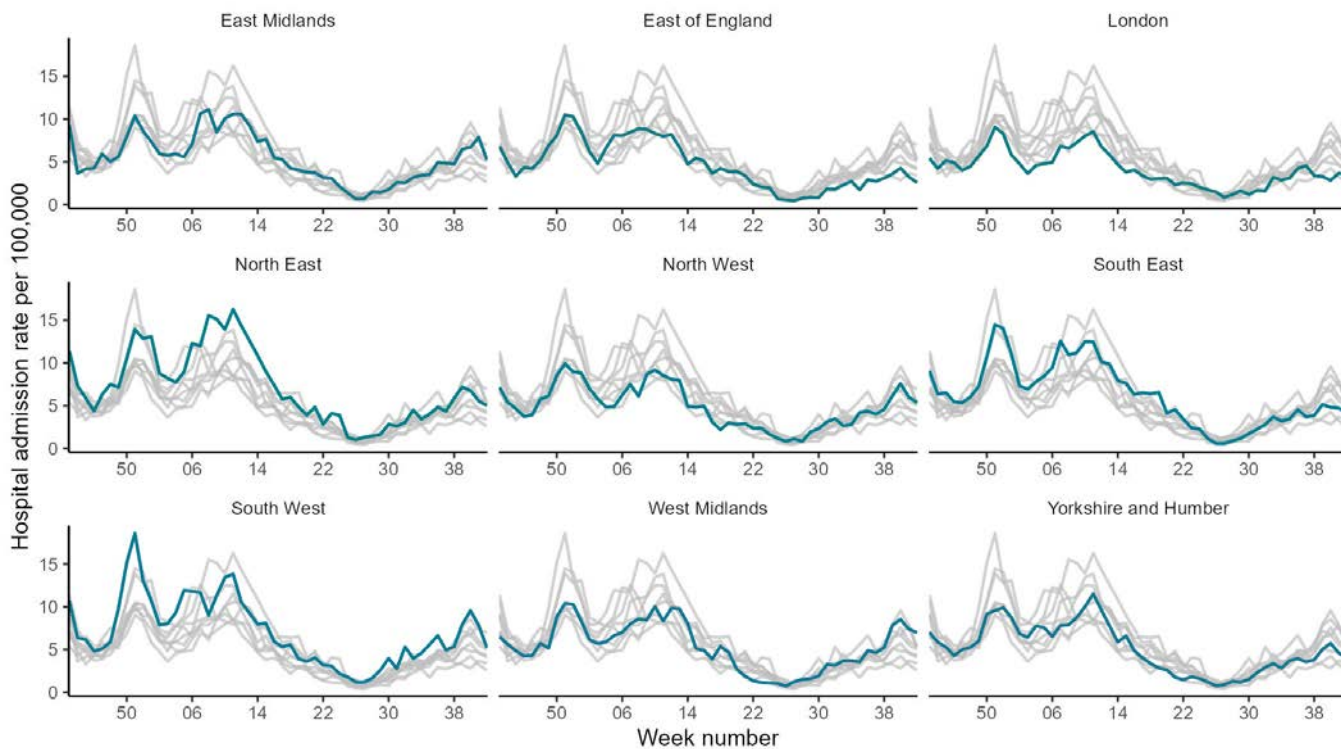 East Midlands
East of England
London
15
10
5
0
50 06 14 22 30 38
50 06 14 22 30 38
50 06 14 22 30 38
North East
North West
South East
15
10
5
0
50 06 14 22 30 38
50 06 14 22 30 38
50 06 14 22 30 38
South West
West Midlands
Yorkshire and Humber
15
10
5
0
50 06 14 22 30 38
50 06 14 22 30 38
50 06 14 22 30 38
Hospital admission rate per 100,000
Week number